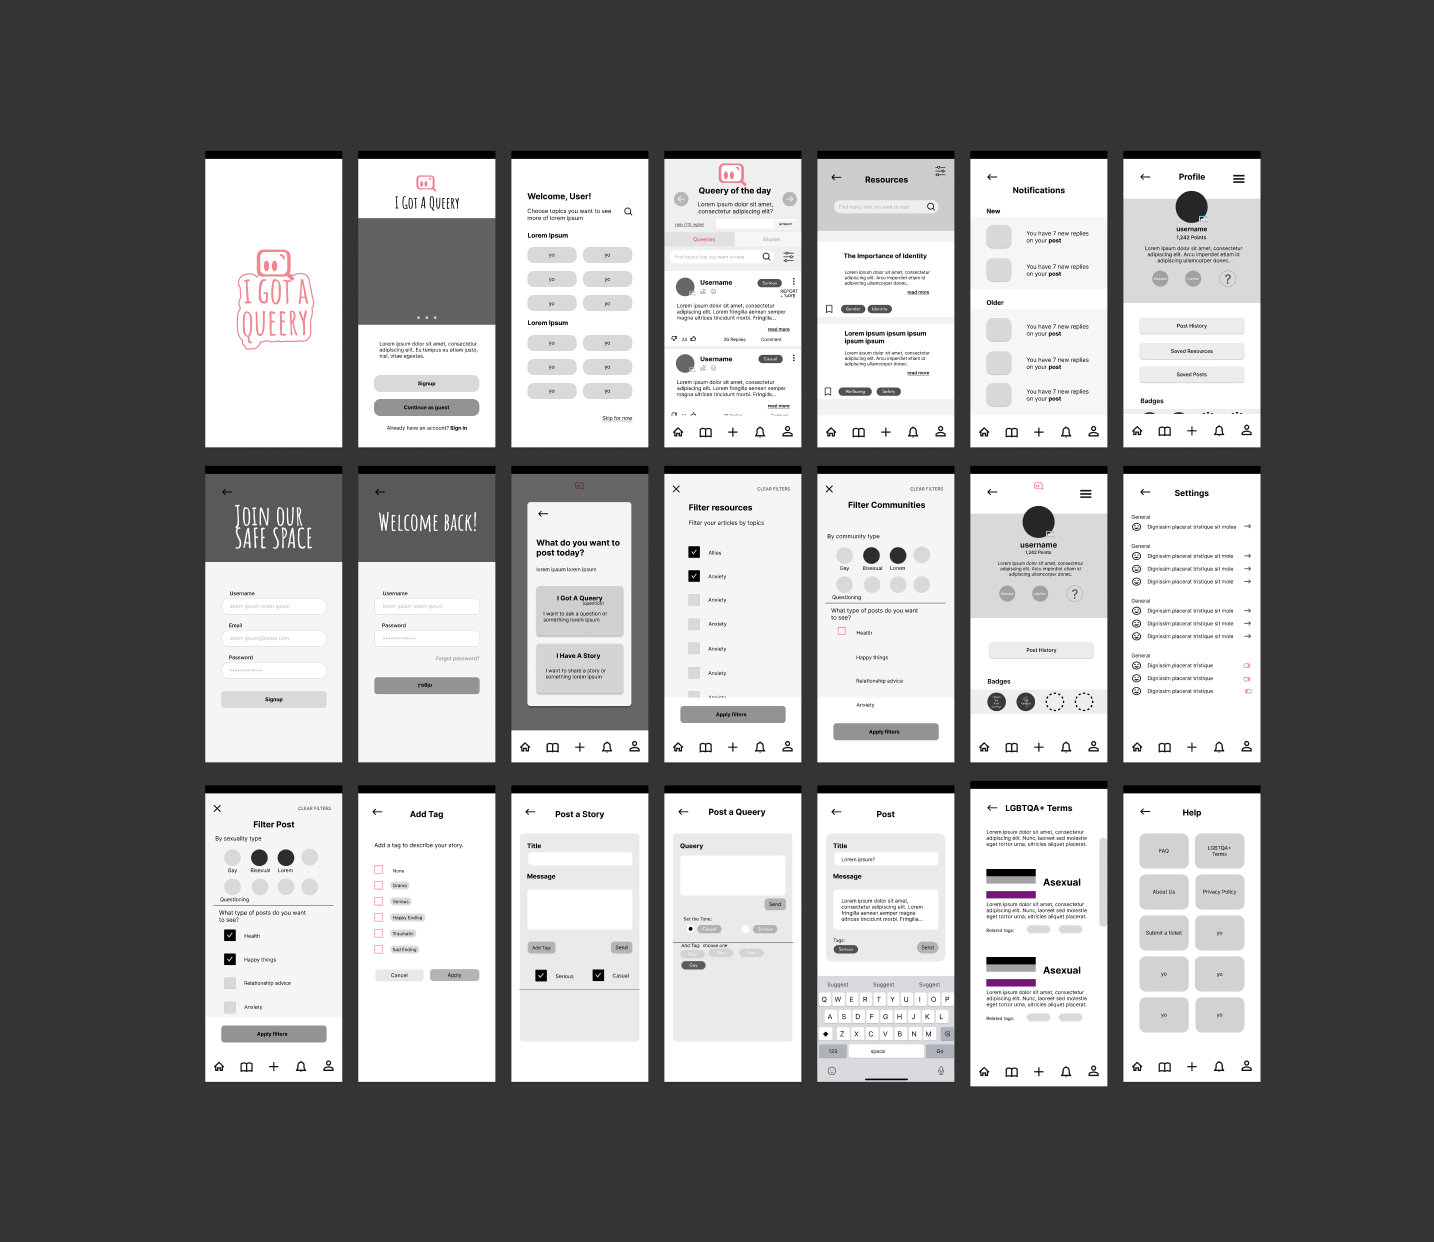 I GOT A
QUEERY
I GOT A QUEERY
Lorem ipsum dolor sit amet, consectetur
adipiscing elit. Eu tempus eu etiam justo,
nisl, vitae egestas.
Signup
Continue as guest
Already have an account? Sign in
Welcome, User!
Choose topics you want to see
more of lorem ipsum
Lorem Ipsum
yo yo
yo yo
yo yo
Lorem Ipsum
yo yo
yo yo
yo yo
Skip for now
Queery of the day
Lorem ipsum dolor sit amet,
consectetur adipiscing elit?
answer
Queeries Stories
Find topics that you want to read
Username Serious
REPORT
+ SAVE
Lorem ipsum dolor sit amet, consectetur
adipiscing elit. Lorem fringilla aenean semper
magna ultrices tincidunt morbi. Fringilla...
read more
24 26 Replies Comment
Username Casual
Lorem ipsum dolor sit amet, consectetur
adipiscing elit. Lorem fringilla aenean semper
magna ultrices tincidunt morbi. Fringilla...
read more
Resources
Find topics that you want to read
The Importance of Identity
Lorem ipsum dolor sit amet, consectetur
adipiscing elit. Arcu imperdiet etiam id
adipiscing ullamcorper donec.
read more
Gender Identity
Lorem ipsum ipsum ipsum
ipsum ipsum
Lorem ipsum dolor sit amet, consectetur
adipiscing elit. Arcu imperdiet etiam id
adipiscing ullamcorper donec.
read more
Wellbeing Safety
Notifications
New
You have 7 new replies
on your post
You have 7 new replies
on your post
Older
You have 7 new replies
on your post
You have 7 new replies
on your post
You have 7 new replies
on your post
Profile
username
1,242 Points
Lorem ipsum dolor sit amet, consectetur
adipiscing elit. Arcu imperdiet etiam id
adipiscing ullamcorper donec.
?
Post History
Saved Resources
Saved Posts
Badges
JOIN OUR
SAFE SPACE
Username
lorem ipsum lorem ipsum
Email
lorem ipsum@lorem.com
Password
Signup
WELCOME BACK!
Username
lorem ipsum lorem ipsum
Password
Forgot password?
What do you want to
post today?
lorem ipsum lorem ipsum
I Got A Queery
(question)
I want to ask a question or
something lorem ipsum
I Have A Story
I want to share a story or
something lorem ipsum
CLEAR FILTERS
Filter resources
Filter your articles by topics
Allies
Anxiety
Anxiety
Anxiety
Anxiety
Anxiety
Anxiety
Apply filters
CLEAR FILTERS
Filter Communities
By community type
Gay Bisexual Lorem
Questioning
What type of posts do you want
to see?
Health
Happy things
Relationship advice
Anxiety
Apply filters
username
1,242 Points
Lorem ipsum dolor sit amet, consectetur
adipiscing elit. Arcu imperdiet etiam id
adipiscing ullamcorper donec.
?
Post History
Badges
Settings
General
Dignissim placerat tristique sit mole
General
Dignissim placerat tristique sit mole
Dignissim placerat tristique sit mole
Dignissim placerat tristique sit mole
General
Dignissim placerat tristique sit mole
Dignissim placerat tristique sit mole
Dignissim placerat tristique sit mole
General
Dignissim placerat tristique
Dignissim placerat tristique
Dignissim placerat tristique
CLEAR FILTERS
Filter Post
By sexuality type
Gay Bisexual Lorem
Questioning
What type of posts do you want
to see?
Health
Happy things
Relationship advice
Anxiety
Apply filters
Add Tag
Add a tag to describe your story.
None
Drama
Serious
Happy Ending
Traumatic
Sad Ending
Cancel Apply
Post a Story
Title
Message
Add Tag Send
Serious Casual
Post a Queery
Queery
Send
Set the Tone:
Casual Serious
Add Tag: choose one
Gay
Post
Title
Lorem ipsum?
Message
Lorem ipsum dolor sit amet,
consectetur adipiscing elit. Lorem
fringilla aenean semper magna
ultrices tincidunt morbi. Fringilla...
Tags:
Serious Send
Suggest Suggest Suggest
Q W E R T Y U I O P
A S D F G H J K L
Z X C V B N M
123 space Go
LGBTQA+ Terms
Lorem ipsum dolor sit amet, consectetur
adipiscing elit. Nunc, laoreet sed molestie
eget tortor urna, ultricies aliquet placerat.
Asexual
Lorem ipsum dolor sit amet, consectetur
adipiscing elit. Nunc, laoreet sed molestie
eget tortor urna, ultricies aliquet placerat.
Related tags:
Asexual
Lorem ipsum dolor sit amet, consectetur
adipiscing elit. Nunc, laoreet sed molestie
eget tortor urna, ultricies aliquet placerat.
Related tags:
Help
FAQ LGBTQA+
Terms
About Us Privacy Policy
Submit a ticket yo
yo yo
yo yo